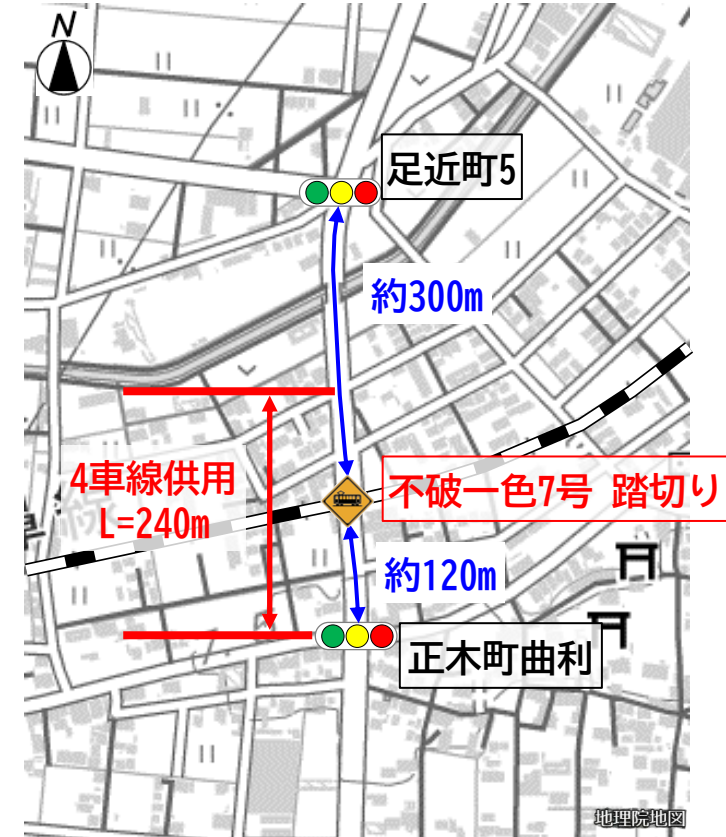 N
足近町5
約300m
4車線供用
L=240m
不破一色7号 踏切り
約120m
正木町曲利
地理院地図